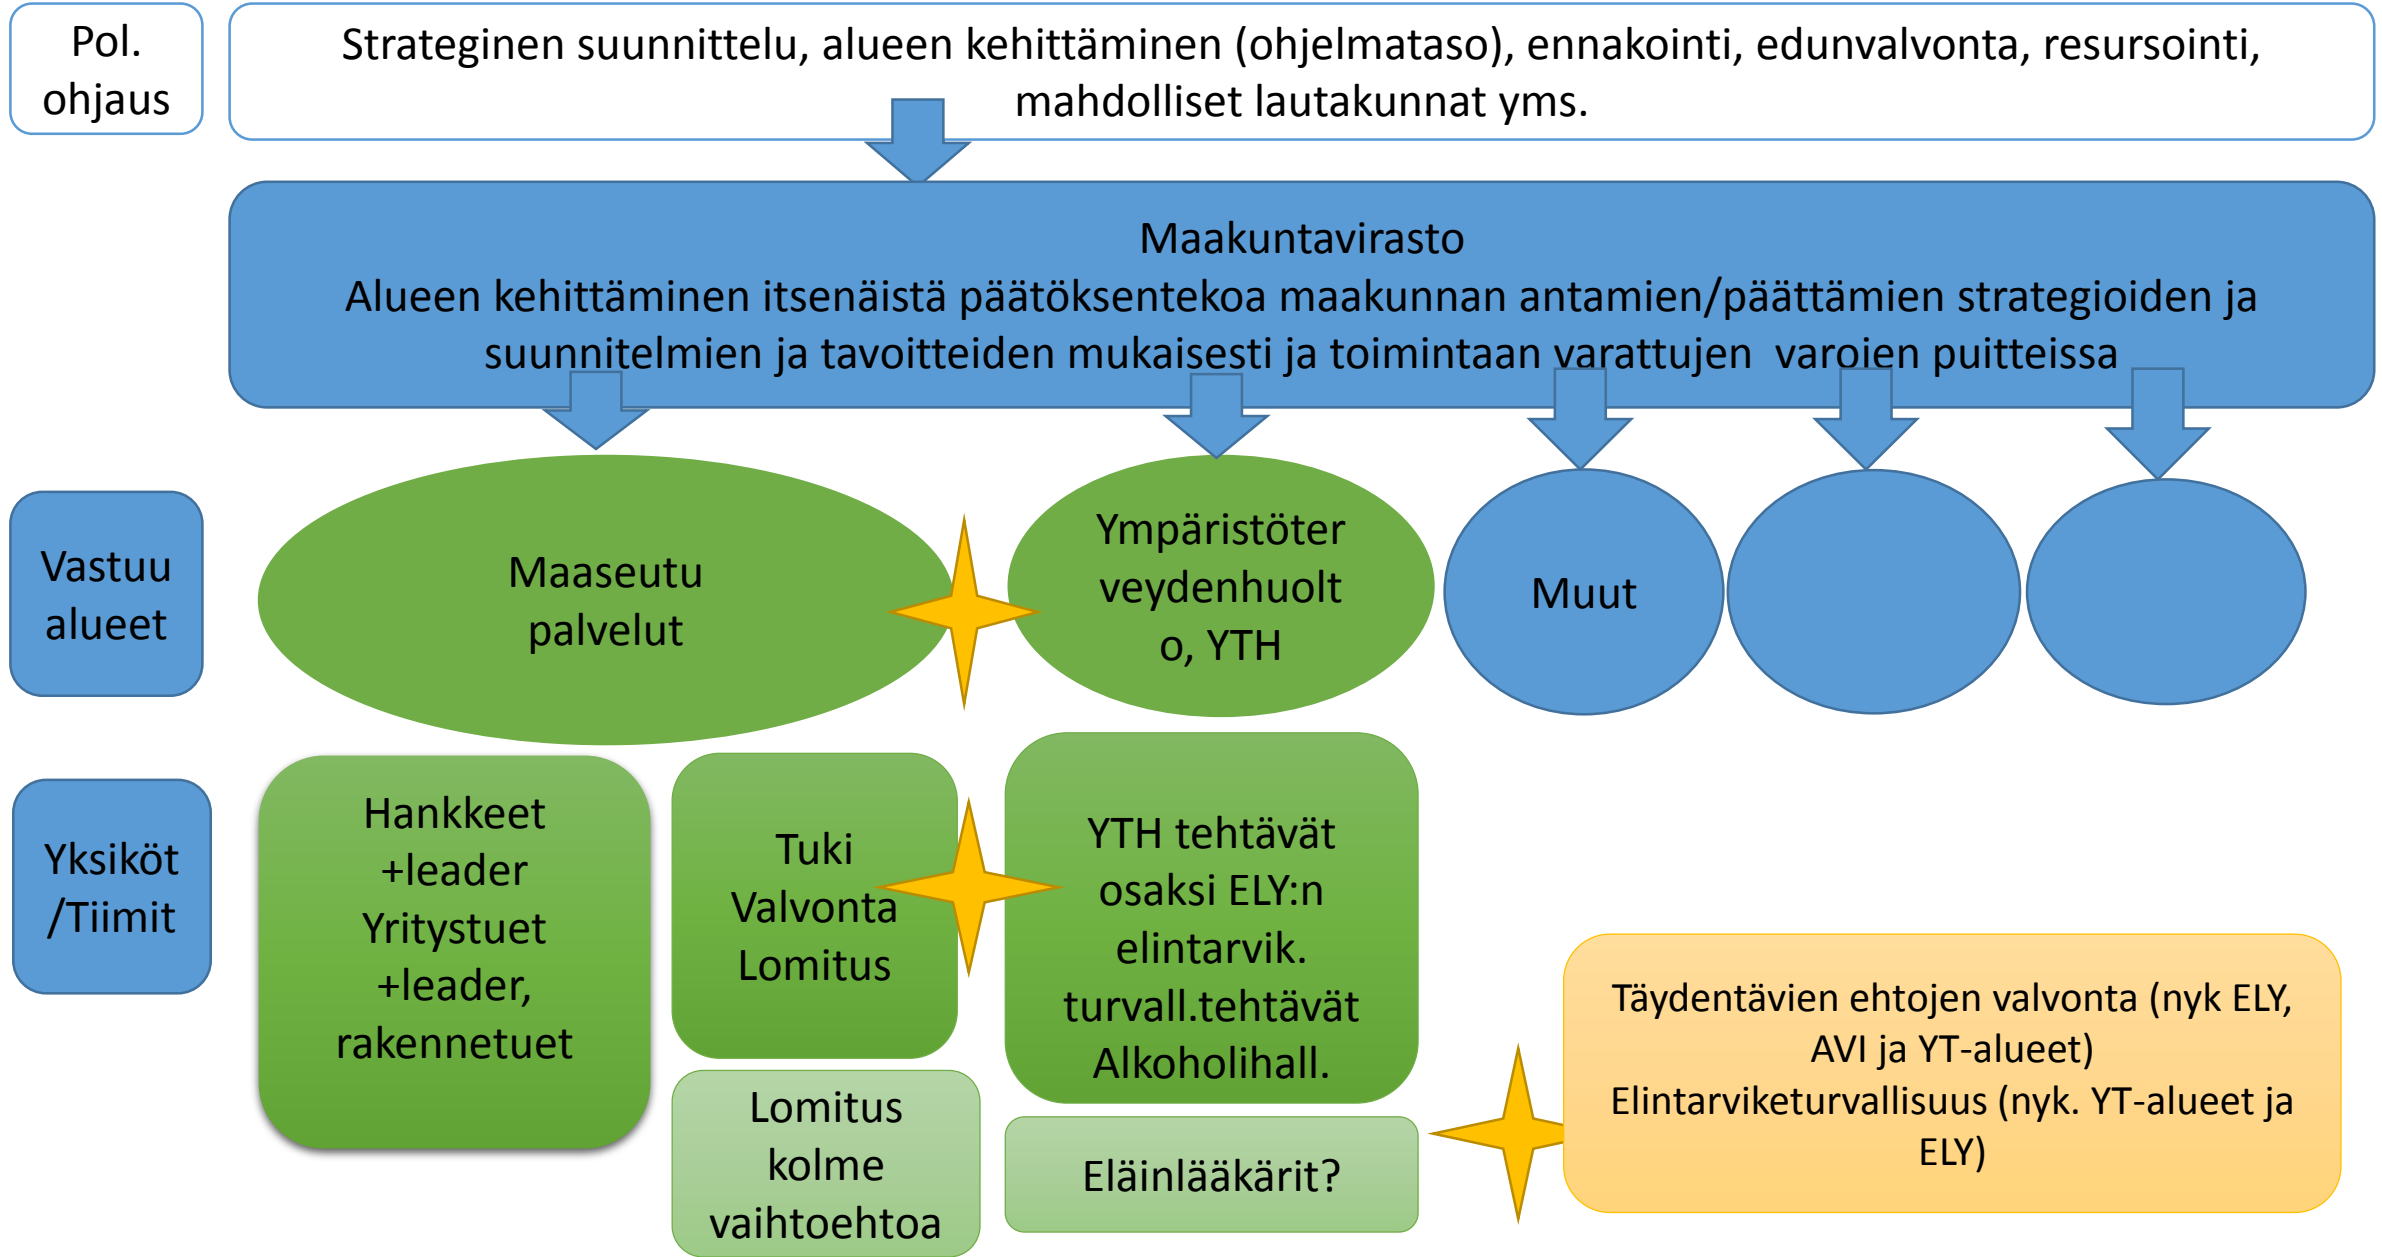 Pol.
ohjaus
Strateginen suunnittelu, alueen kehittäminen (ohjelmataso), ennakointi, edunvalvonta, resursointi,
mahdolliset lautakunnat yms.
Maakuntavirasto
Alueen kehittäminen itsenäistä päätöksentekoa maakunnan antamien/päättämien strategioiden ja
suunnitelmien ja tavoitteiden mukaisesti ja toimintaan varattujen  varojen puitteissa
Vastuu
alueet
Maaseutu
palvelut
Ympäristöter
veydenhuolt
o, YTH
Muut
Yksiköt
/Tiimit
Hankkeet
+leader
Yritystuet
+leader,
rakennetuet
Tuki
Valvonta
Lomitus
YTH tehtävät
osaksi ELY:n
elintarvik.
turvall.tehtävät
Alkoholihall.
Lomitus
kolme
vaihtoehtoa
Eläinlääkärit?
Täydentävien ehtojen valvonta (nyk ELY,
AVI ja YT-alueet)
Elintarviketurvallisuus (nyk. YT-alueet ja
ELY)